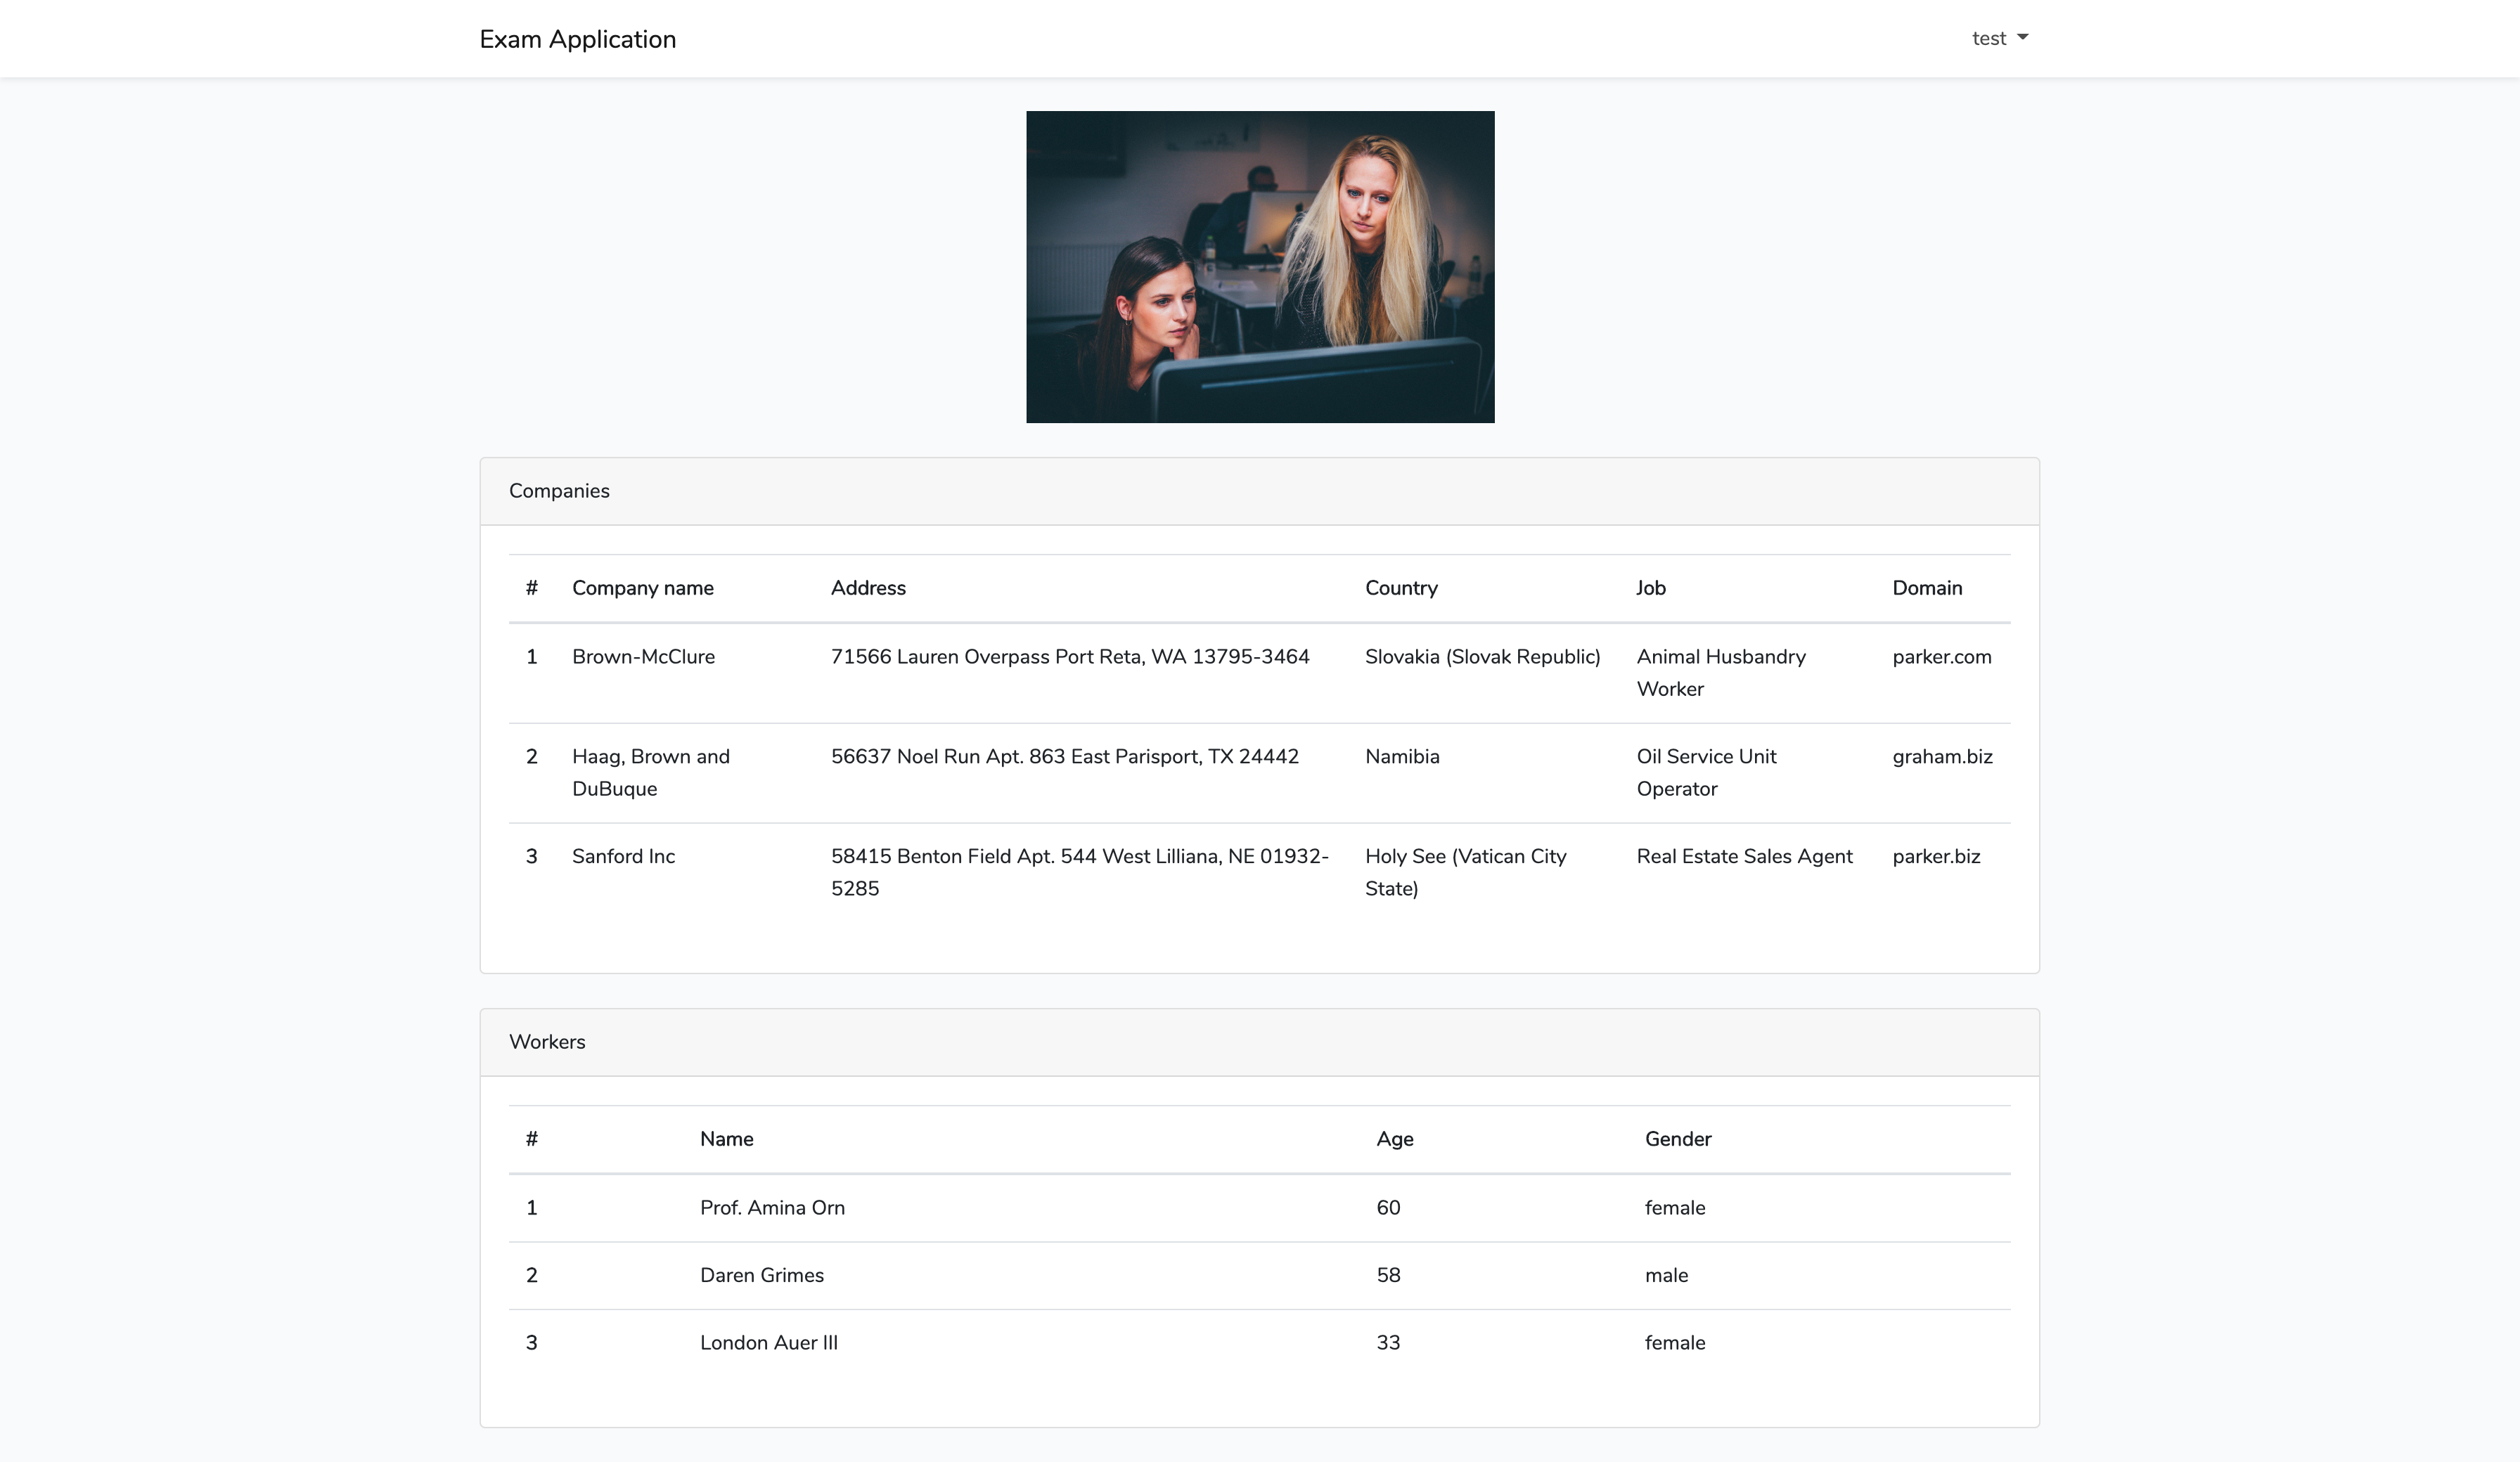 Exam Application
test
Companies
# Company name Address Country Job Domain
1 Brown-McClure 71566 Lauren Overpass Port Reta, WA 13795-3464 Slovakia (Slovak Republic) Animal Husbandry parker.com
Worker
2 Haag, Brown and 56637 Noel Run Apt. 863 East Parisport, TX 24442 Namibia Oil Service Unit graham.biz
DuBuque Operator
3 Sanford Inc 58415 Benton Field Apt. 544 West Lilliana, NE 01932- Holy See (Vatican City Real Estate Sales Agent parker.biz
5285 State)
Workers
# Name Age Gender
1 Prof. Amina Orn 60 female
2 Daren Grimes 58 male
3 London Auer III 33 female